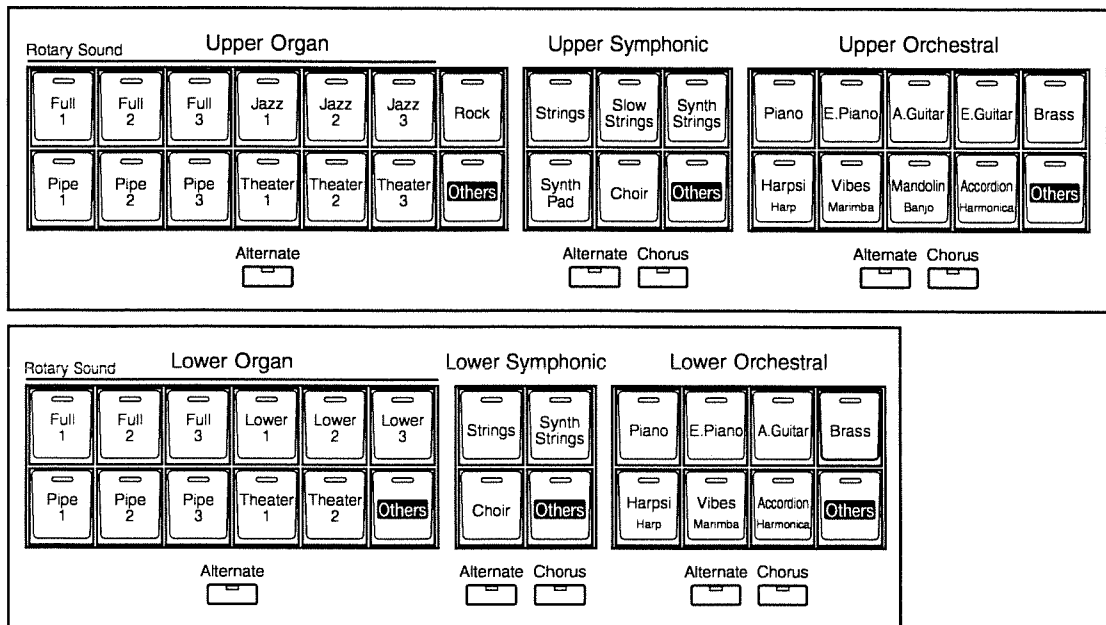 Rotary Sound
Upper Organ
Full 1
Full 2
Full 3
Jazz 1
Jazz 2
Jazz 3
Rock
Pipe 1
Pipe 2
Pipe 3
Theater 1
Theater 2
Theater 3
Others
Alternate
Upper Symphonic
Strings
Slow Strings
Synth Strings
Synth Pad
Choir
Others
Alternate Chorus
Upper Orchestral
Piano
E.Piano
A.Guitar
E.Guitar
Brass
Harpsi
Harp
Vibes
Marimba
Mandolin
Banjo
Accordion
Harmonica
Others
Alternate Chorus
Rotary Sound
Lower Organ
Full 1
Full 2
Full 3
Lower 1
Lower 2
Lower 3
Pipe 1
Pipe 2
Pipe 3
Theater 1
Theater 2
Others
Alternate
Lower Symphonic
Strings
Synth Strings
Choir
Others
Alternate Chorus
Lower Orchestral
Piano
E.Piano
A.Guitar
Brass
Harpsi
Harp
Vibes
Marimba
Accordion
Harmonica
Others
Alternate Chorus